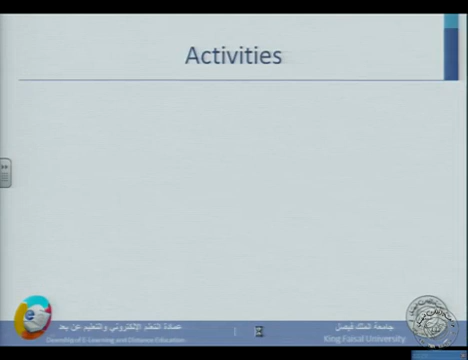 Activities
عمادة التعلم الإلكتروني والتعليم عن بعد
جامعة الملك فيصل
Deanship of E-Learning and Distance Education
King Faisal University